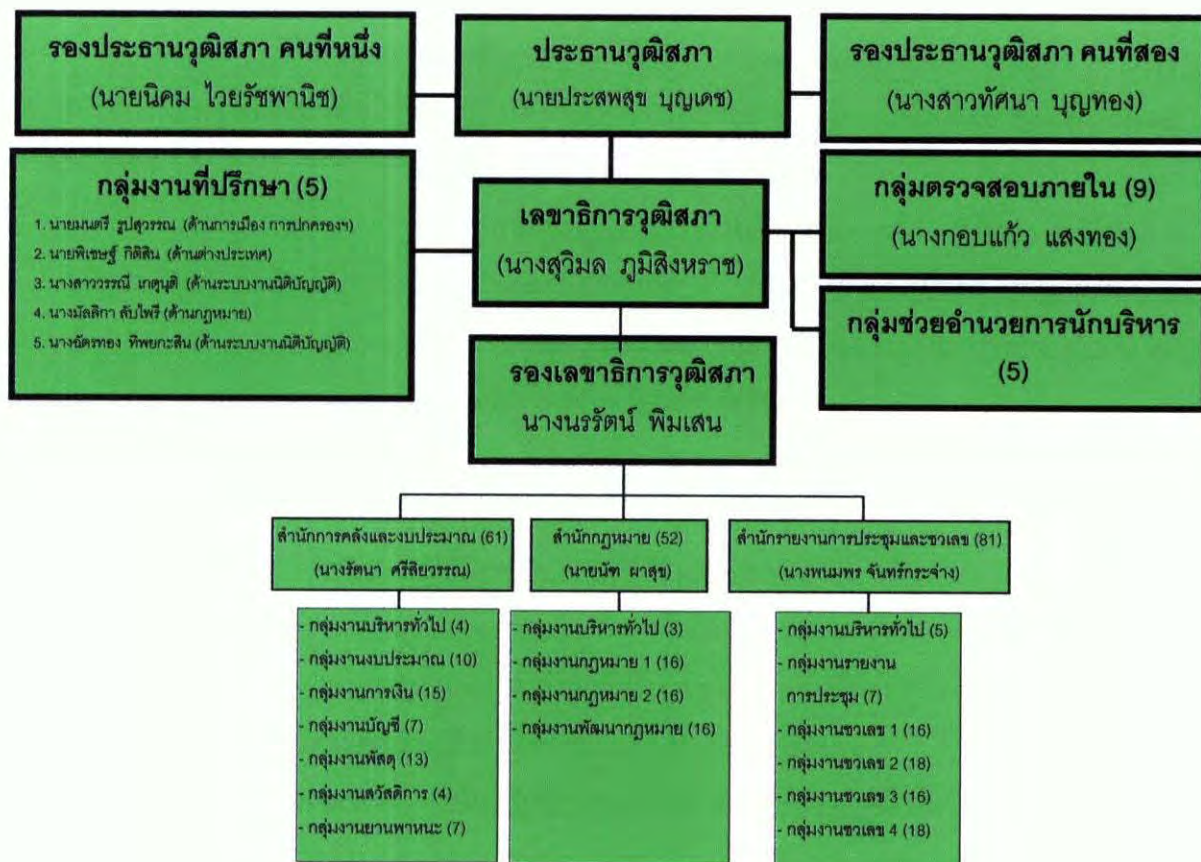 รองประธานวุฒิสภา คนที่หนึ่ง
(นายนิคม ไวยรัชพานิช)
ประธานวุฒิสภา
(นายประสพสุข บุญเดช)
รองประธานวุฒิสภา คนที่สอง
(นางสาวทัศนา บุญทอง)
กลุ่มงานที่ปรึกษา (5)
1. นายมนตรี รูปสุวรรณ (ด้านการเมือง การปกครองฯ)
2. นายพิเชษฐ์ กิติสิน (ด้านต่างประเทศ)
3. นางสาววรรณี เกตุนุติ (ด้านระบบงานนิติบัญญัติ)
4. นางมัลลิกา ลับไพรี (ด้านกฎหมาย)
5. นางฉัตรทอง ทิพยกะสิน (ด้านระบบงานนิติบัญญัติ)
เลขาธิการวุฒิสภา
(นางสุวิมล ภูมิสิงหราช)
กลุ่มตรวจสอบภายใน (9)
(นางกอบแก้ว แสงทอง)
กลุ่มช่วยอำนวยการนักบริหาร
(5)
รองเลขาธิการวุฒิสภา
นางนรรัตน์ พิมเสน
สำนักการคลังและงบประมาณ (61)
(นางรัตนา ศรีสิยวรรณ)
- กลุ่มงานบริหารทั่วไป (4)
- กลุ่มงานงบประมาณ (10)
- กลุ่มงานการเงิน (15)
- กลุ่มงานบัญชี (7)
- กลุ่มงานพัสดุ (13)
- กลุ่มงานสวัสดิการ (4)
- กลุ่มงานยานพาหนะ (7)
สำนักกฎหมาย (52)
(นายนัฑ ผาสุข)
- กลุ่มงานบริหารทั่วไป (3)
- กลุ่มงานกฎหมาย 1 (16)
- กลุ่มงานกฎหมาย 2 (16)
- กลุ่มงานพัฒนากฎหมาย (16)
สำนักรายงานการประชุมและชวเลข (81)
(นางพนมพร จันทร์กระจ่าง)
- กลุ่มงานบริหารทั่วไป (5)
- กลุ่มงานรายงาน
การประชุม (7)
- กลุ่มงานชวเลข 1 (16)
- กลุ่มงานชวเลข 2 (18)
- กลุ่มงานชวเลข 3 (16)
- กลุ่มงานชวเลข 4 (18)